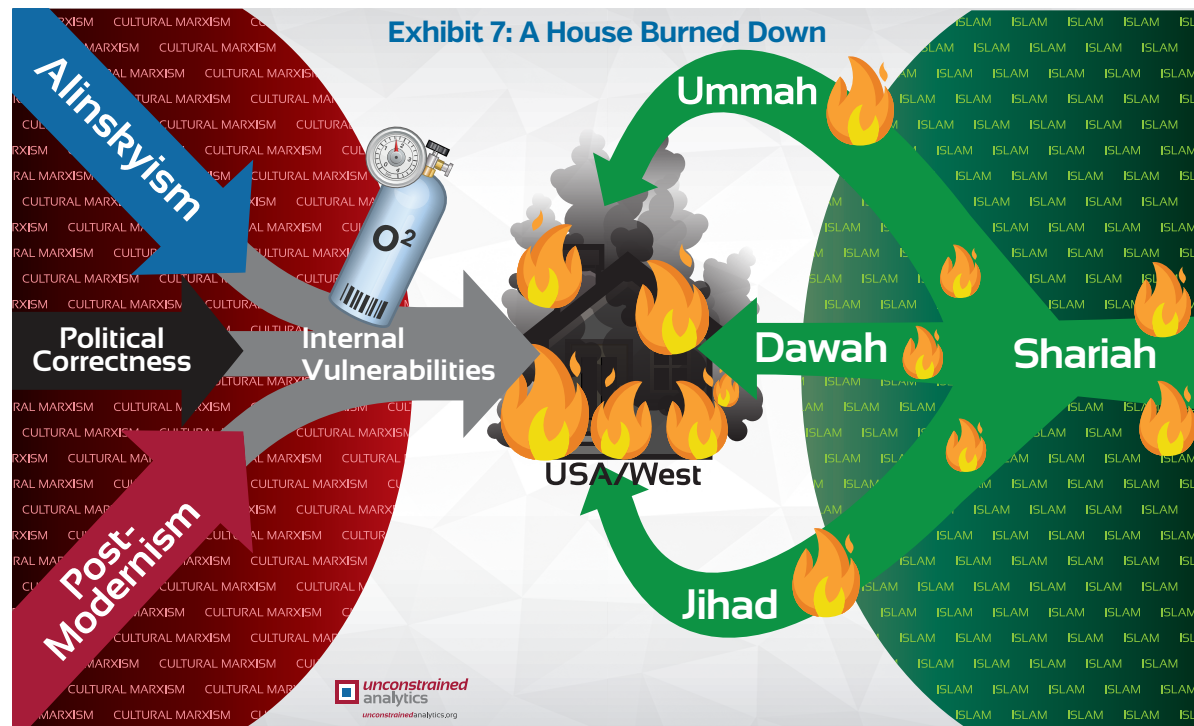 Exhibit 7: A House Burned Down
CULTURAL MARXISM
Alinskyism
Political
Correctness
Post-
Modernism
O²
Internal
Vulnerabilities
USA/West
Ummah
Dawah
Jihad
Shariah
ISLAM
unconstrained
analytics
unconstrainedanalytics.org